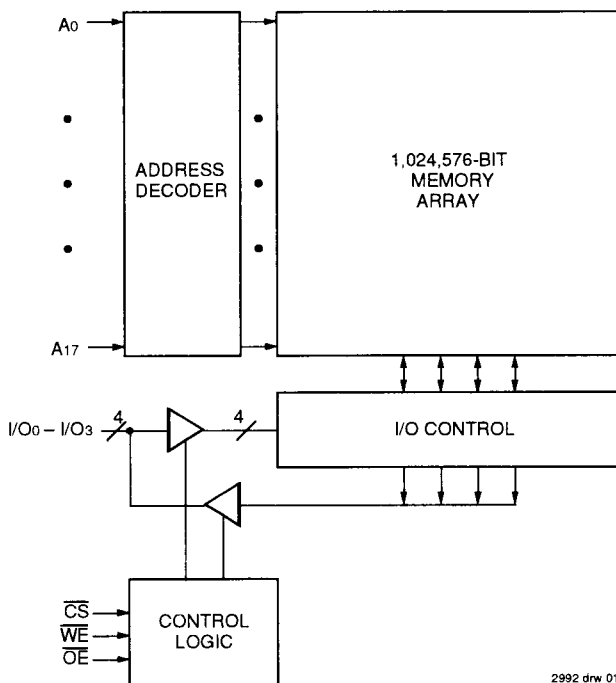 A0
ADDRESS
DECODER
1,024,576-BIT
MEMORY
ARRAY
A17
I/O0 – I/O3
4
4
I/O CONTROL
CS
WE
OE
CONTROL
LOGIC
2992 drw 01